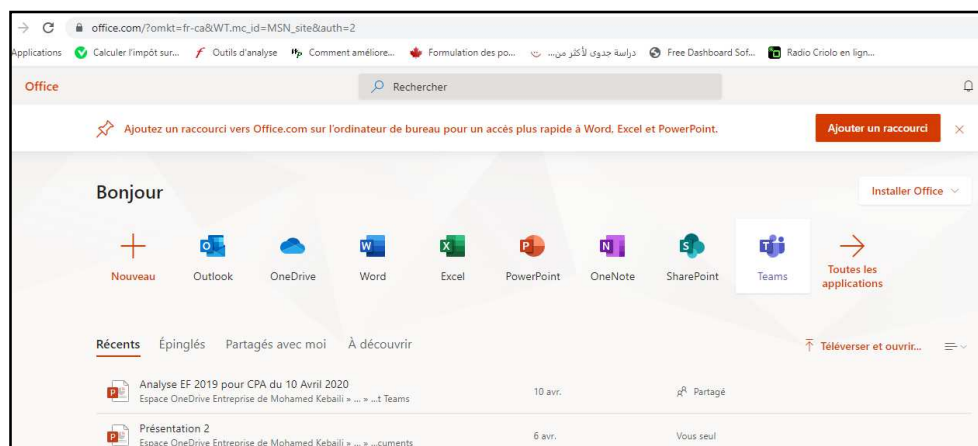 office.com/?omkt=fr-ca&WT.mc_id=MSN_site&auth=2
Applications Calculer l'impôt sur... Outils d'analyse Comment améliore... Formulation des po... دراسة جدوى لأكثر من... Free Dashboard Sof... Radio Criolo en lign...
Office Rechercher
Ajoutez un raccourci vers Office.com sur l'ordinateur de bureau pour un accès plus rapide à Word, Excel et PowerPoint. Ajouter un raccourci
Bonjour Installer Office
Nouveau Outlook OneDrive Word Excel PowerPoint OneNote SharePoint Teams Toutes les
applications
Récents Épinglés Partagés avec moi À découvrir Téléverser et ouvrir...
Analyse EF 2019 pour CPA du 10 Avril 2020
Espace OneDrive Entreprise de Mohamed Kebaili » ... » ...t Teams 10 avr. Partagé
Présentation 2
Espace OneDrive Entreprise de Mohamed Kebaili » ... » ...cuments 6 avr. Vous seul